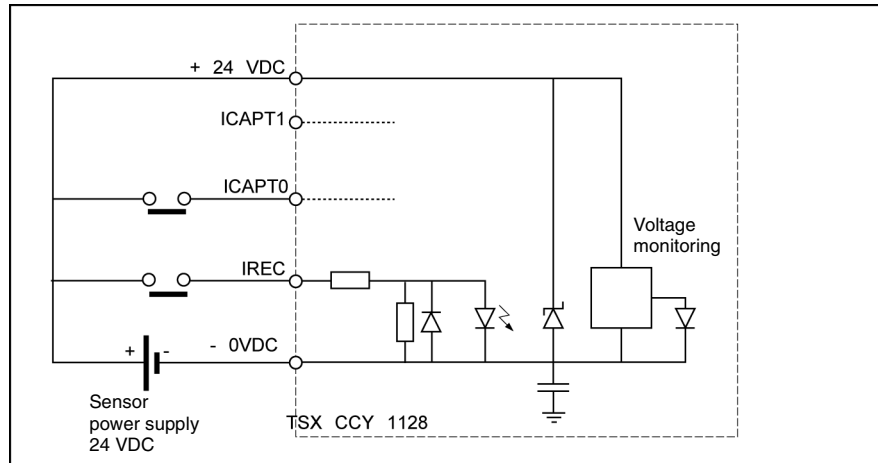 + 24 VDC
ICAPT1
ICAPT0
Voltage
monitoring
IREC
+ -
- 0VDC
Sensor
power supply
24 VDC
TSX CCY 1128